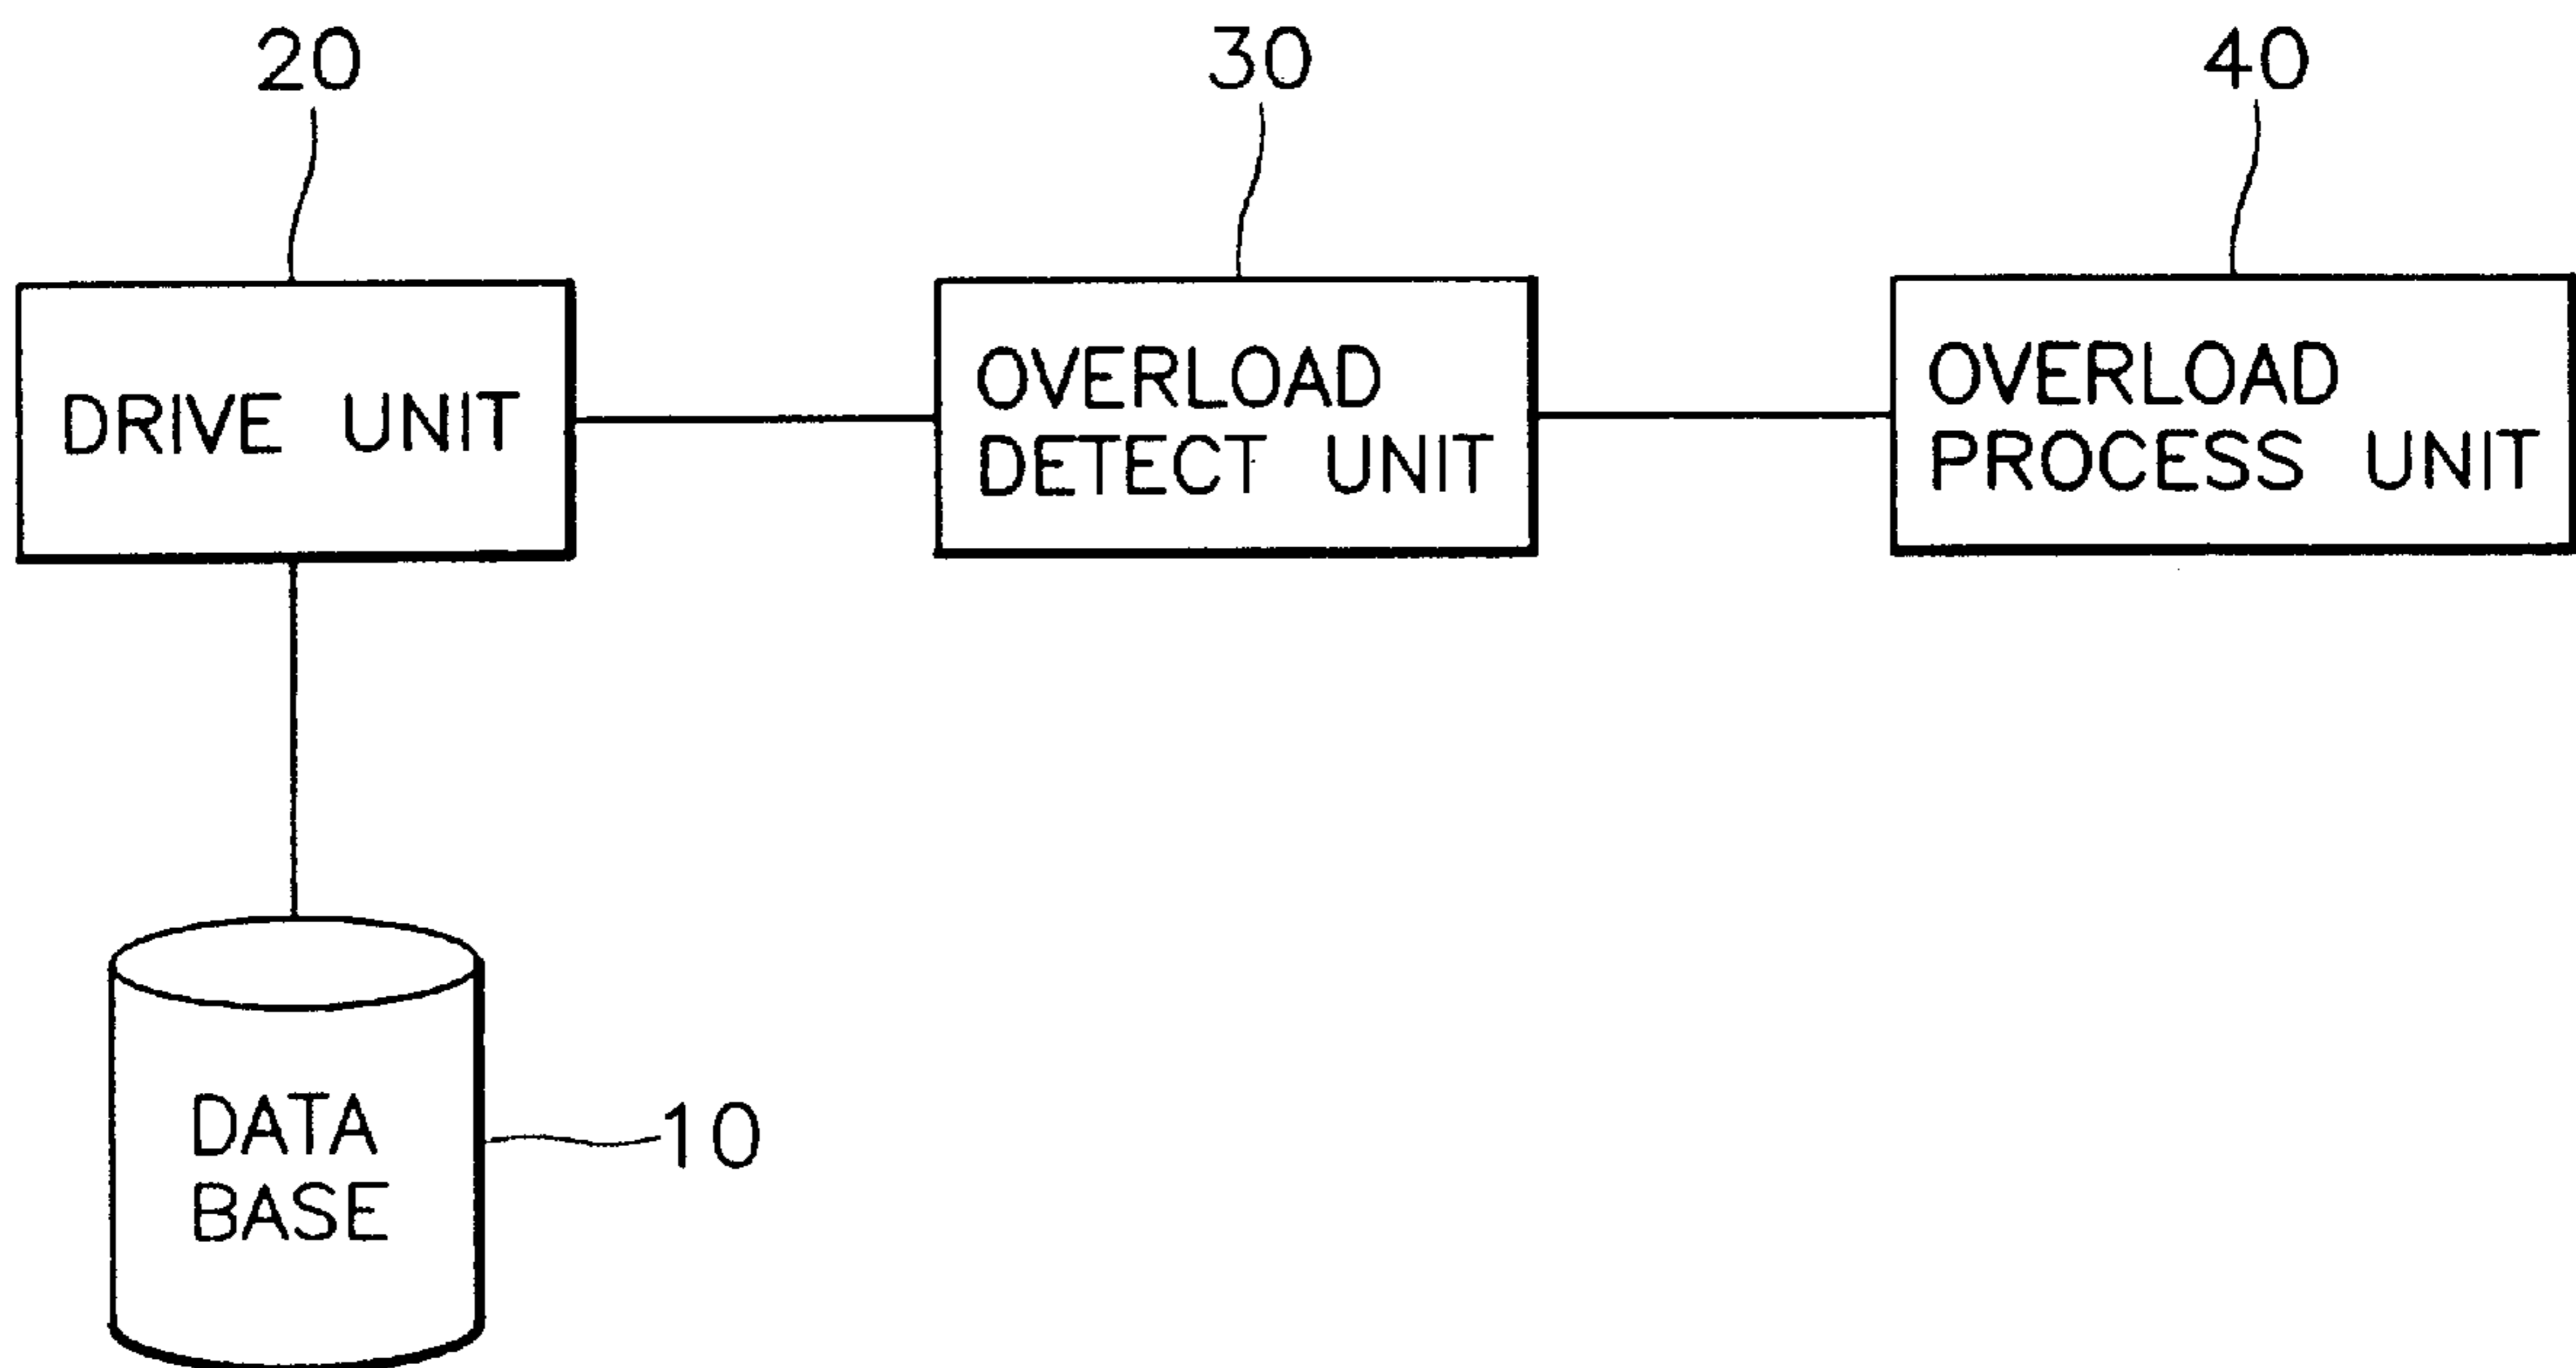 20
30
40
DRIVE UNIT
OVERLOAD
DETECT UNIT
OVERLOAD
PROCESS UNIT
DATA
BASE
10